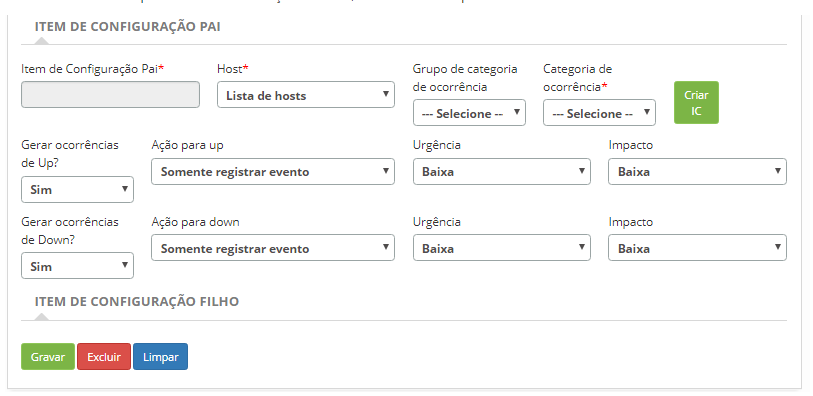 ITEM DE CONFIGURAÇÃO PAI
Item de Configuração Pai*
Host*
Lista de hosts
Grupo de categoria
de ocorrência
--- Selecione --
Categoria de
ocorrência*
--- Selecione --
Criar
IC
Gerar ocorrências
de Up?
Sim
Ação para up
Somente registrar evento
Urgência
Baixa
Impacto
Baixa
Gerar ocorrências
de Down?
Sim
Ação para down
Somente registrar evento
Urgência
Baixa
Impacto
Baixa
ITEM DE CONFIGURAÇÃO FILHO
Gravar
Excluir
Limpar